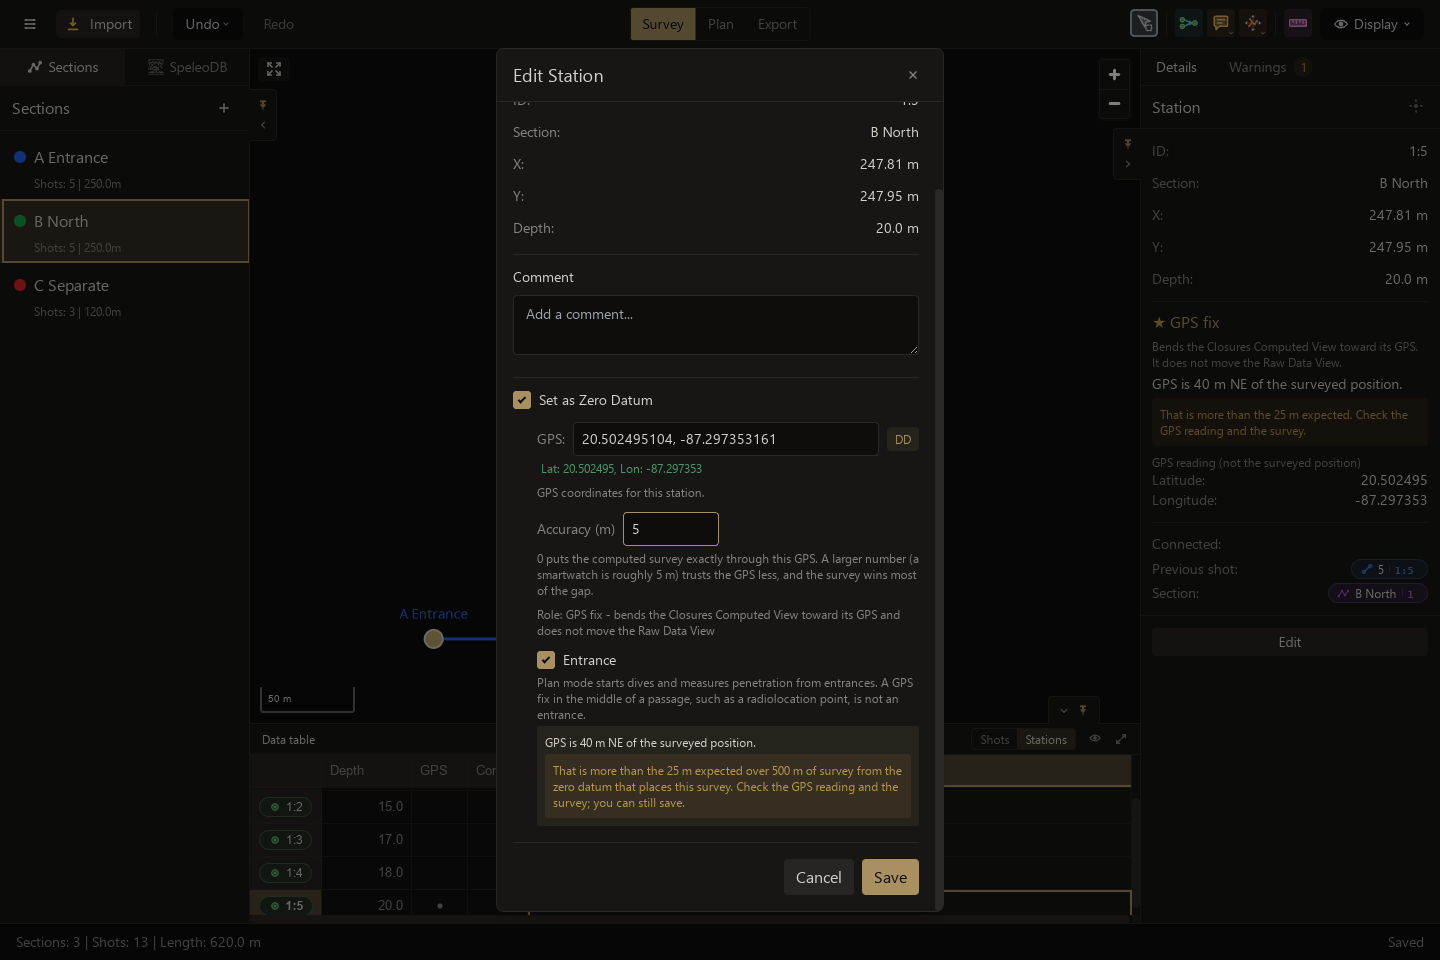 Import
Undo
Redo
Survey
Plan
Export
Display
Sections
SpeleoDB
Sections
A Entrance
Shots: 5 | 250.0m
B North
Shots: 5 | 250.0m
C Separate
Shots: 3 | 120.0m
A Entrance
50 m
Edit Station
ID:
1:5
Section:
B North
X:
247.81 m
Y:
247.95 m
Depth:
20.0 m
Comment
Add a comment...
Set as Zero Datum
GPS:
20.502495104, -87.297353161
DD
Lat: 20.502495, Lon: -87.297353
GPS coordinates for this station.
Accuracy (m)
5
0 puts the computed survey exactly through this GPS. A larger number (a
smartwatch is roughly 5 m) trusts the GPS less, and the survey wins most
of the gap.
Role: GPS fix - bends the Closures Computed View toward its GPS and
does not move the Raw Data View
Entrance
Plan mode starts dives and measures penetration from entrances. A GPS
fix in the middle of a passage, such as a radiolocation point, is not an
entrance.
GPS is 40 m NE of the surveyed position.
That is more than the 25 m expected over 500 m of survey from the
zero datum that places this survey. Check the GPS reading and the
survey; you can still save.
Cancel
Save
Details
Warnings
1
Station
ID:
1:5
Section:
B North
X:
247.81 m
Y:
247.95 m
Depth:
20.0 m
★ GPS fix
Bends the Closures Computed View toward its GPS.
It does not move the Raw Data View.
GPS is 40 m NE of the surveyed position.
That is more than the 25 m expected. Check the
GPS reading and the survey.
GPS reading (not the surveyed position)
Latitude:
20.502495
Longitude:
-87.297353
Connected:
Previous shot:
5 | 1:5
Section:
B North | 1
Edit
Data table
Shots
Stations
Depth
GPS
1:2
15.0
1:3
17.0
1:4
18.0
1:5
20.0
Sections: 3 | Shots: 13 | Length: 620.0 m
Saved